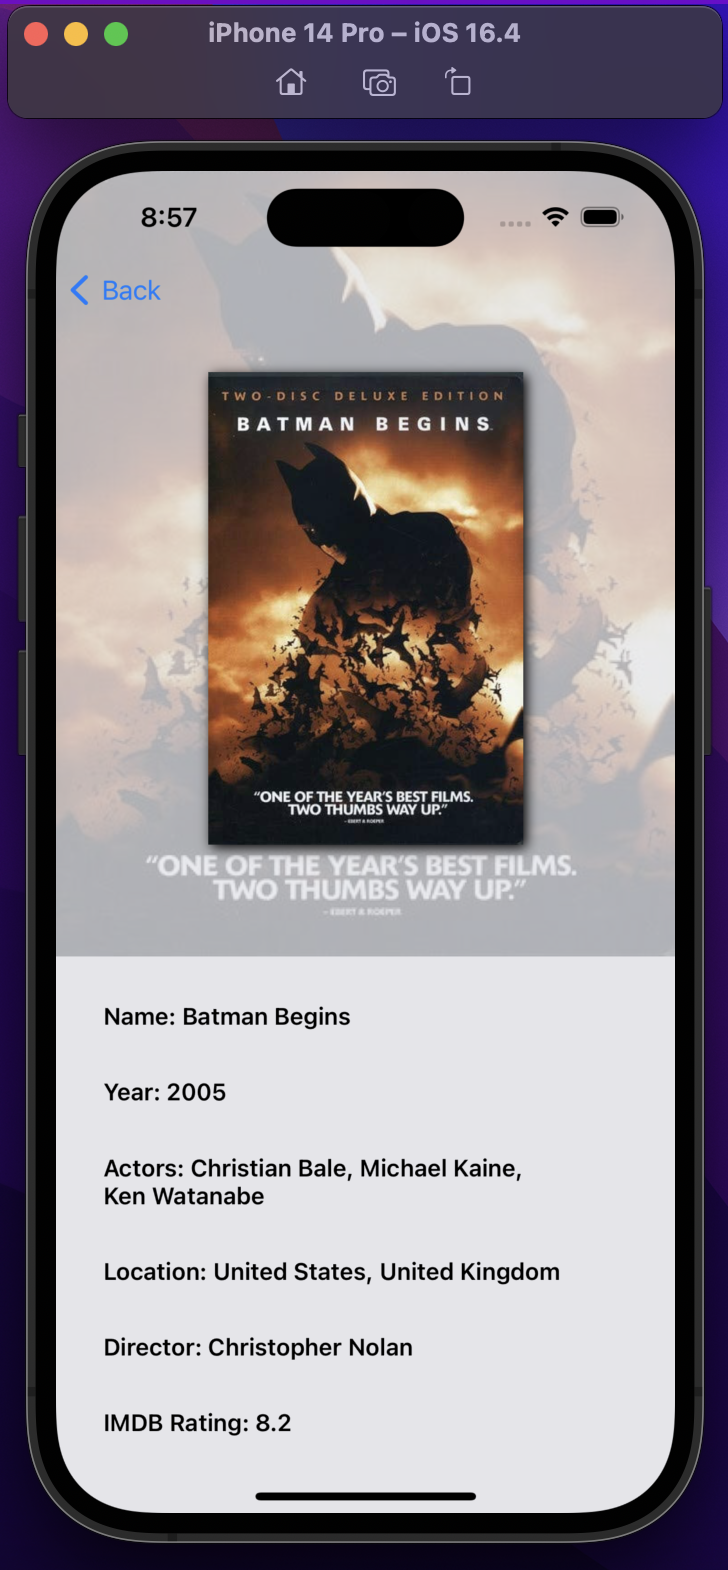 iPhone 14 Pro – iOS 16.4
8:57
Back
TWO-DISC DELUXE EDITION
BATMAN BEGINS
“ONE OF THE YEAR’S BEST FILMS.
TWO THUMBS WAY UP.”
– EBERT & ROEPER
“ONE OF THE YEAR’S BEST FILMS.
TWO THUMBS WAY UP.”
– EBERT & ROEPER
Name: Batman Begins
Year: 2005
Actors: Christian Bale, Michael Kaine,
Ken Watanabe
Location: United States, United Kingdom
Director: Christopher Nolan
IMDB Rating: 8.2